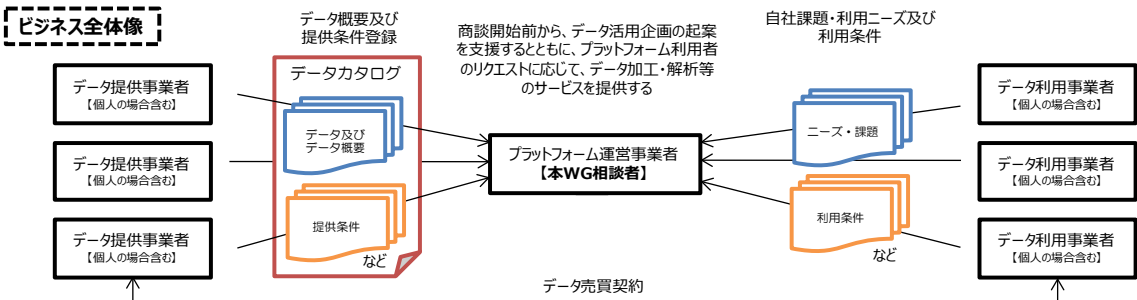 ビジネス全体像
データ概要及び
提供条件登録
商談開始前から、データ活用企画の起案
を支援するとともに、プラットフォーム利用者
のリクエストに応じて、データ加工・解析等
のサービスを提供する
自社課題・利用ニーズ及び
利用条件
データ提供事業者
【個人の場合含む】
データ提供事業者
【個人の場合含む】
データ提供事業者
【個人の場合含む】
データカタログ
データ及び
データ概要
提供条件
など
プラットフォーム運営事業者
【本WG相談者】
ニーズ・課題
利用条件
など
データ利用事業者
【個人の場合含む】
データ利用事業者
【個人の場合含む】
データ利用事業者
【個人の場合含む】
データ売買契約